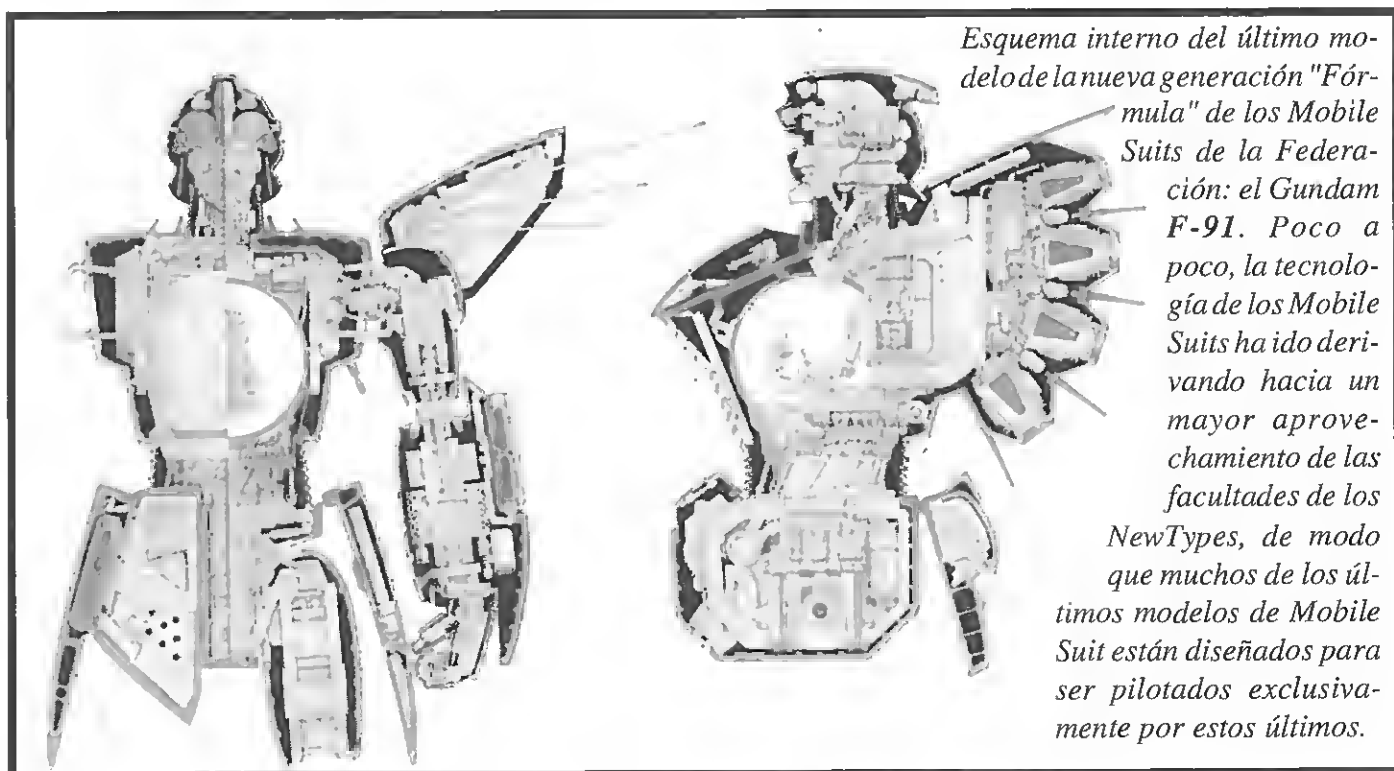 Esquema interno del último mo-
delo de la nueva generación "Fór-
mula" de los Mobile
Suits de la Federa-
ción: el Gundam
F-91. Poco a
poco, la tecnolo-
gía de los Mobile
Suits ha ido deri-
vando hacia un
mayor aprove-
chamiento de las
facultades de los
NewTypes, de modo
que muchos de los úl-
timos modelos de Mobile
Suit están diseñados para
ser pilotados exclusiva-
mente por estos últimos.